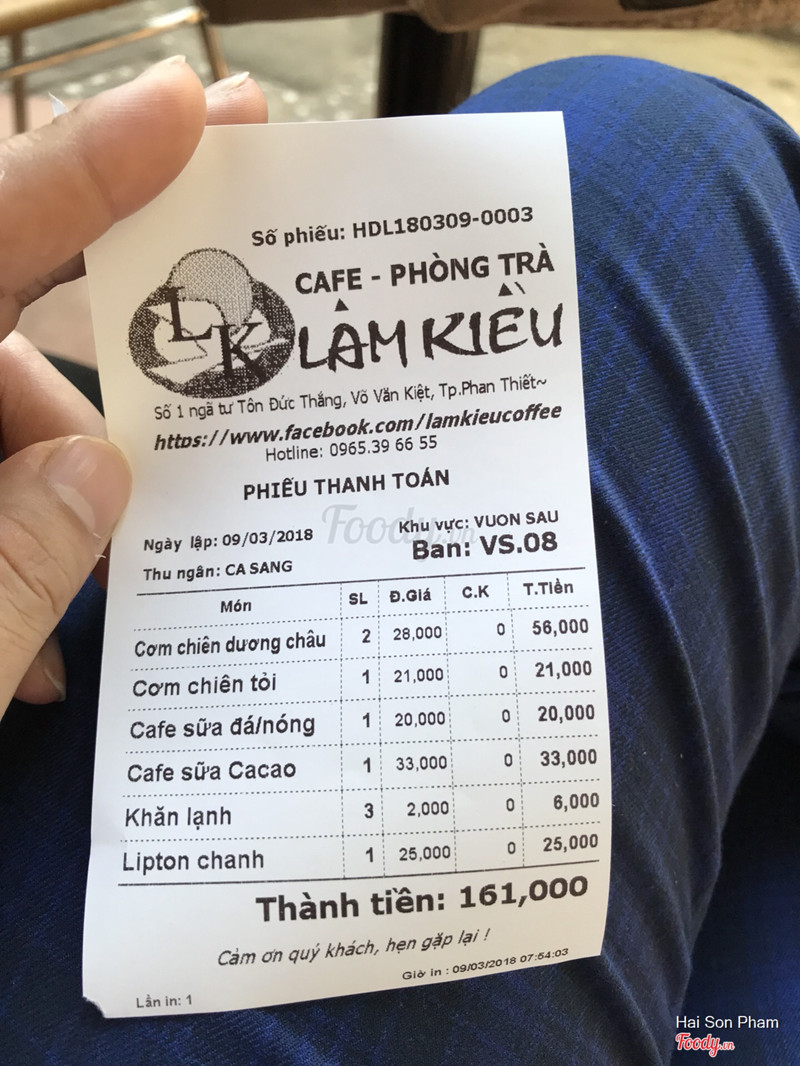 Số phiếu: HDL180309-0003
LK
CAFE - PHÒNG TRÀ
LÂM KIỀU
Số 1 ngã tư Tôn Đức Thắng, Võ Văn Kiệt, Tp.Phan Thiết~
https://www.facebook.com/lamkieucoffee
Hotline: 0965.39 66 55
PHIẾU THANH TOÁN
Foody.vn
Ngày lập: 09/03/2018 Khu vực: VUON SAU
Thu ngân: CA SANG Bàn: VS.08
Món SL Đ.Giá C.K T.Tiền
Cơm chiên dương châu 2 28,000 0 56,000
Cơm chiên tỏi 1 21,000 0 21,000
Cafe sữa đá/nóng 1 20,000 0 20,000
Cafe sữa Cacao 1 33,000 0 33,000
Khăn lạnh 3 2,000 0 6,000
Lipton chanh 1 25,000 0 25,000
Thành tiền: 161,000
Cảm ơn quý khách, hẹn gặp lại !
Giờ in : 09/03/2018 07:54:03
Lần in: 1
Hai Son Pham
Foody.vn